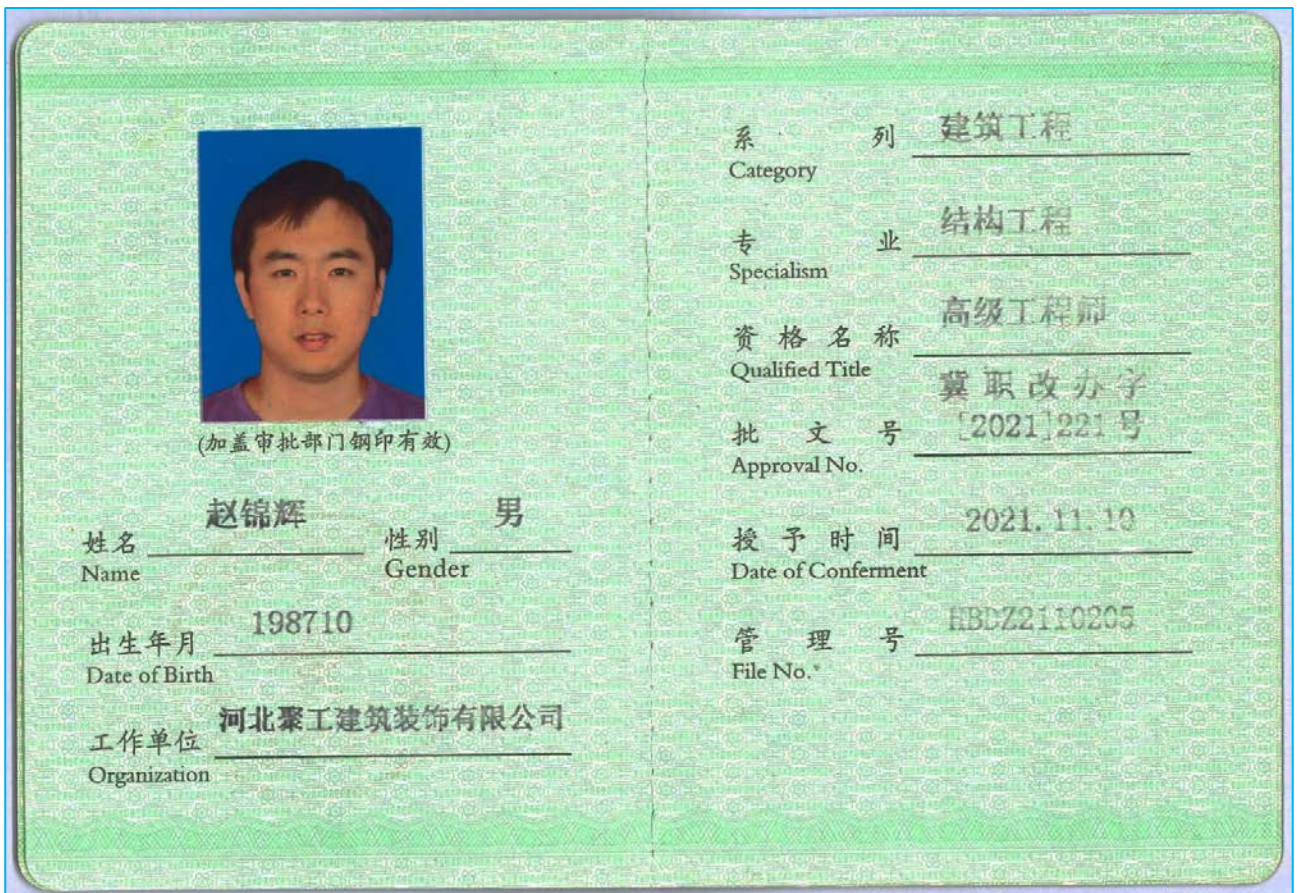 (加盖审批部门钢印有效)
姓名 赵锦辉 性别 男
Name Gender
出生年月 198710
Date of Birth
工作单位 河北聚工建筑装饰有限公司
Organization
系列 建筑工程
Category
专业 结构工程
Specialism
资格名称 高级工程师
Qualified Title
冀职改办字
批文号 [2021]221号
Approval No.
授予时间 2021.11.10
Date of Conferment
管理号 HBDZ2110205
File No.